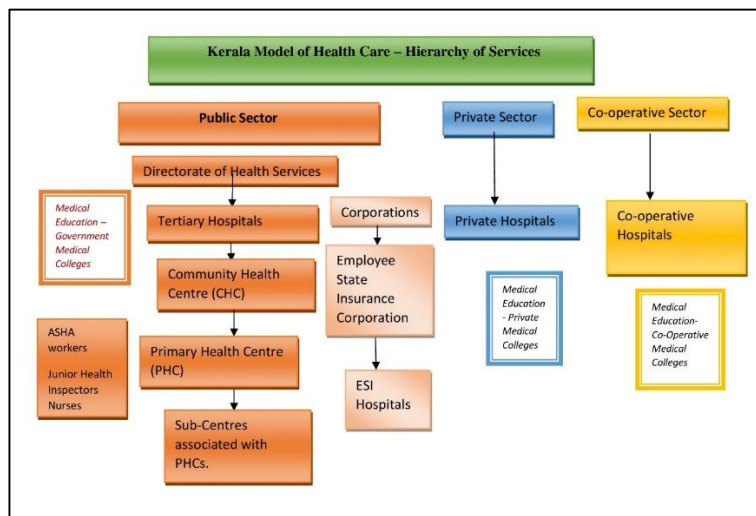 Kerala Model of Health Care – Hierarchy of Services
Public Sector
Private Sector
Co-operative Sector
Directorate of Health Services
Medical
Education –
Government
Medical
Colleges
Tertiary Hospitals
Corporations
Private Hospitals
Co-operative
Hospitals
Community Health
Centre (CHC)
Employee
State
Insurance
Corporation
Medical
Education
- Private
Medical
Colleges
Medical
Education-
Co-Operative
Medical
Colleges
ASHA
workers
Junior Health
Inspectors
Nurses
Primary Health Centre
(PHC)
ESI
Hospitals
Sub-Centres
associated with
PHCs.